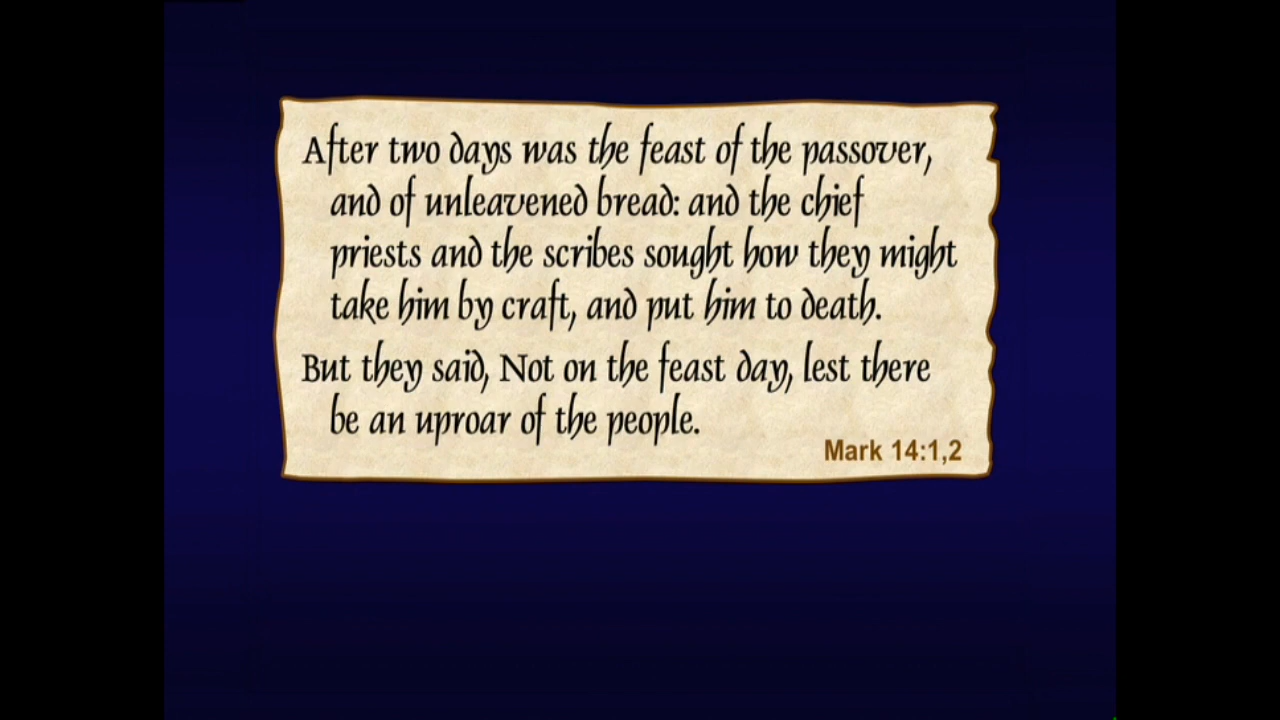 After two days was the feast of the passover,
and of unleavened bread: and the chief
priests and the scribes sought how they might
take him by craft, and put him to death.
But they said, Not on the feast day, lest there
be an uproar of the people.
Mark 14:1,2